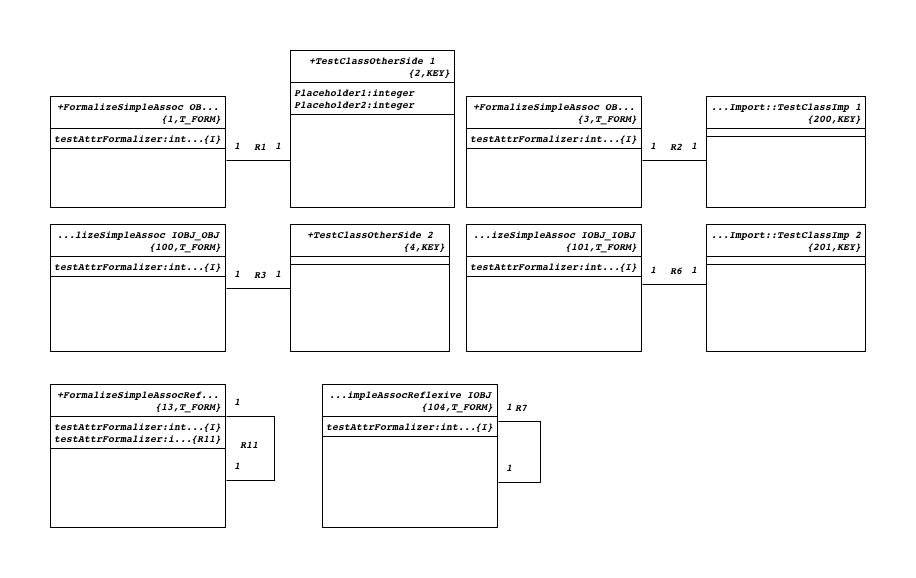 +TestClassOtherSide 1
{2,KEY}
Placeholder1:integer
Placeholder2:integer
+FormalizeSimpleAssoc OB...
{1,T_FORM}
testAttrFormalizer:int...{I}
1 R1 1
+FormalizeSimpleAssoc OB...
{3,T_FORM}
testAttrFormalizer:int...{I}
1 R2 1
...Import::TestClassImp 1
{200,KEY}
...lizeSimpleAssoc IOBJ_OBJ
{100,T_FORM}
testAttrFormalizer:int...{I}
1 R3 1
+TestClassOtherSide 2
{4,KEY}
...izeSimpleAssoc IOBJ_IOBJ
{101,T_FORM}
testAttrFormalizer:int...{I}
1 R6 1
...Import::TestClassImp 2
{201,KEY}
+FormalizeSimpleAssocRef...
{13,T_FORM}
testAttrFormalizer:int...{I}
testAttrFormalizer:i...{R11}
1
R11
1
...impleAssocReflexive IOBJ
{104,T_FORM}
testAttrFormalizer:int...{I}
1 R7
1